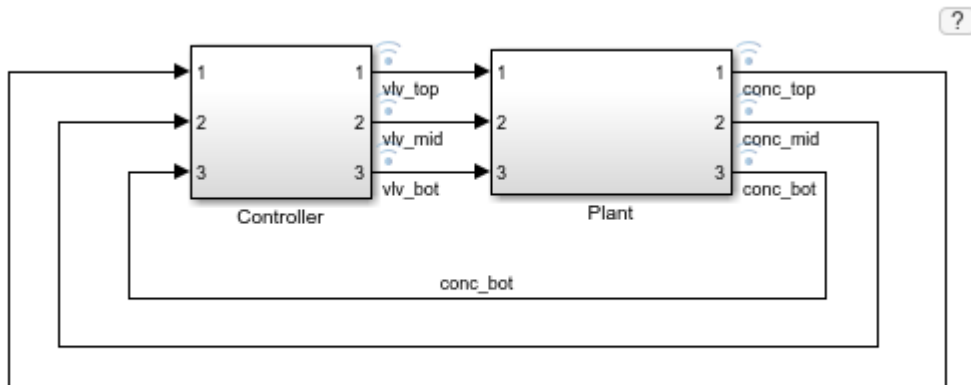 ?
1 1 1 1
vlv_top conc_top
2 2 2 2
vlv_mid conc_mid
3 3 3 3
vlv_bot conc_bot
Controller Plant
conc_bot